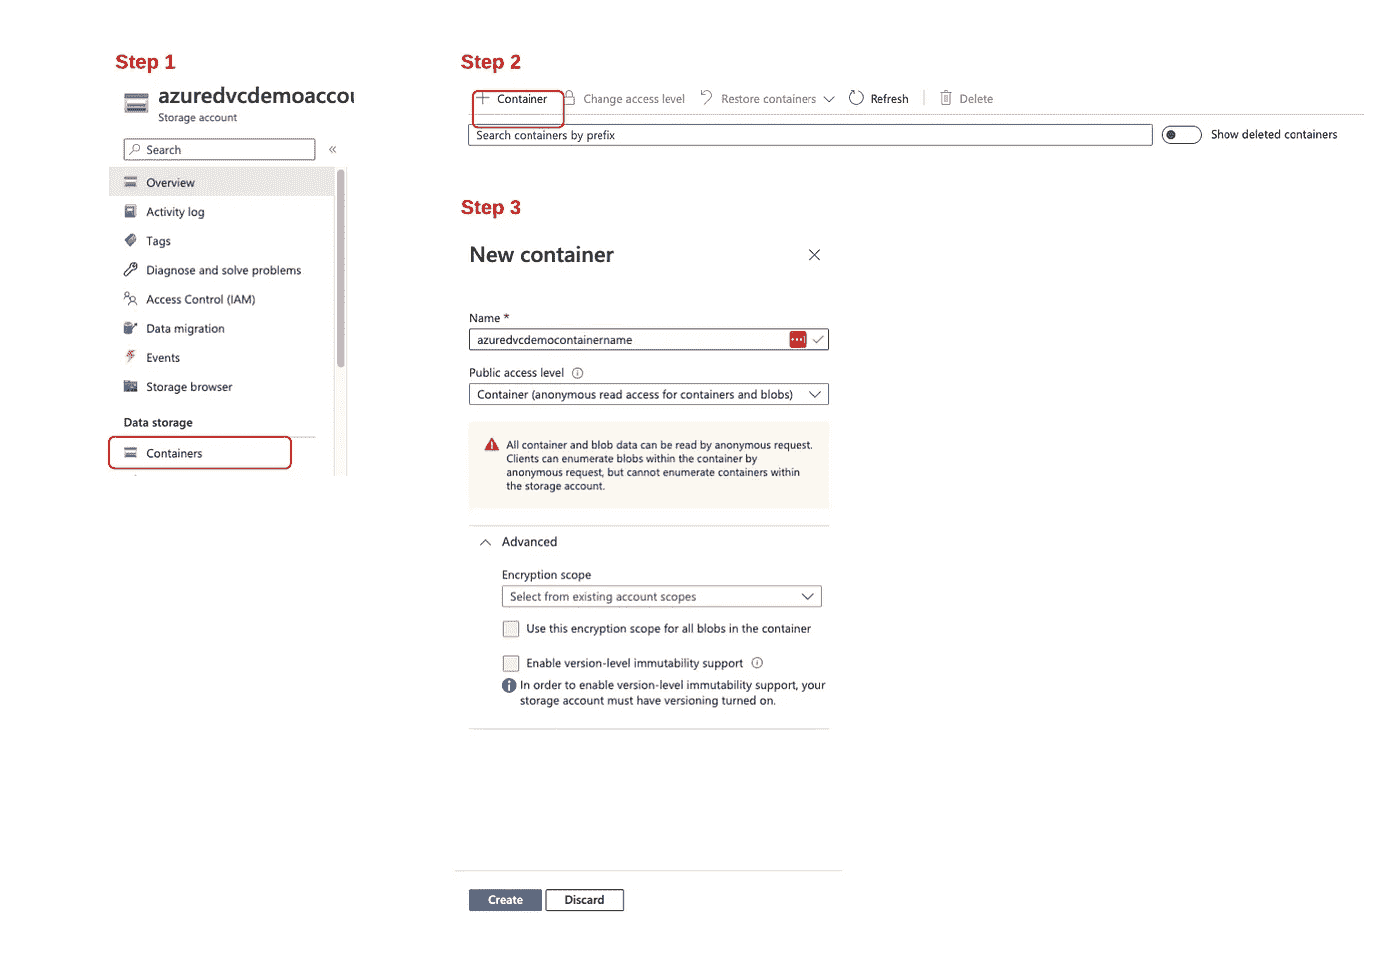 Step 1
azuredvcdemoaccou
Storage account
Search
Overview
Activity log
Tags
Diagnose and solve problems
Access Control (IAM)
Data migration
Events
Storage browser
Data storage
Containers
Step 2
Container Change access level Restore containers Refresh Delete
Search containers by prefix Show deleted containers
Step 3
New container
Name *
azuredvcdemocontainername
Public access level
Container (anonymous read access for containers and blobs)
All container and blob data can be read by anonymous request.
Clients can enumerate blobs within the container by
anonymous request, but cannot enumerate containers within
the storage account.
Advanced
Encryption scope
Select from existing account scopes
Use this encryption scope for all blobs in the container
Enable version-level immutability support
In order to enable version-level immutability support, your
storage account must have versioning turned on.
Create Discard